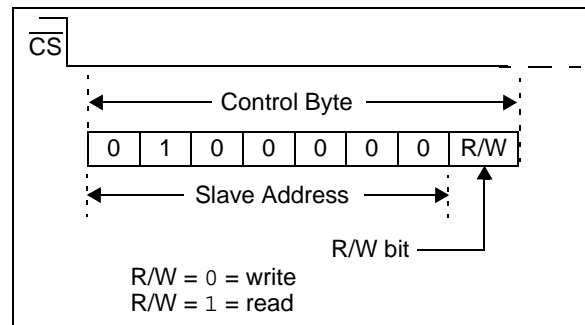 CS
Control Byte
0 1 0 0 0 0 0 R/W
Slave Address
R/W bit
R/W = 0 = write
R/W = 1 = read